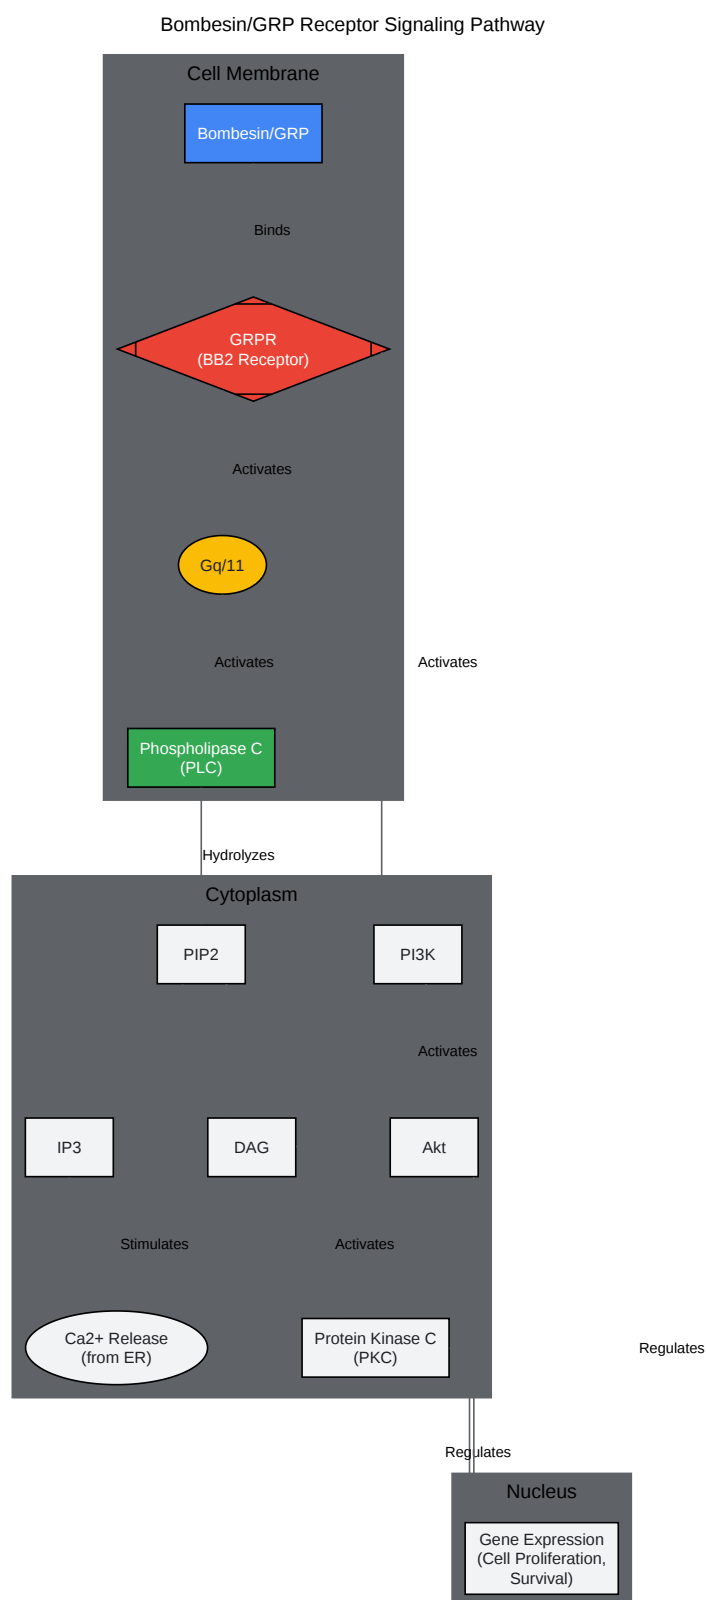 Bombesin/GRP Receptor Signaling Pathway
Cell Membrane
Bombesin/GRP
Binds
GRPR
(BB2 Receptor)
Activates
Gq/11
Activates
Activates
Phospholipase C
(PLC)
Hydrolyzes
Cytoplasm
PIP2
PI3K
Activates
IP3
DAG
Akt
Stimulates
Activates
Ca2+ Release
(from ER)
Protein Kinase C
(PKC)
Regulates
Regulates
Nucleus
Gene Expression
(Cell Proliferation,
Survival)